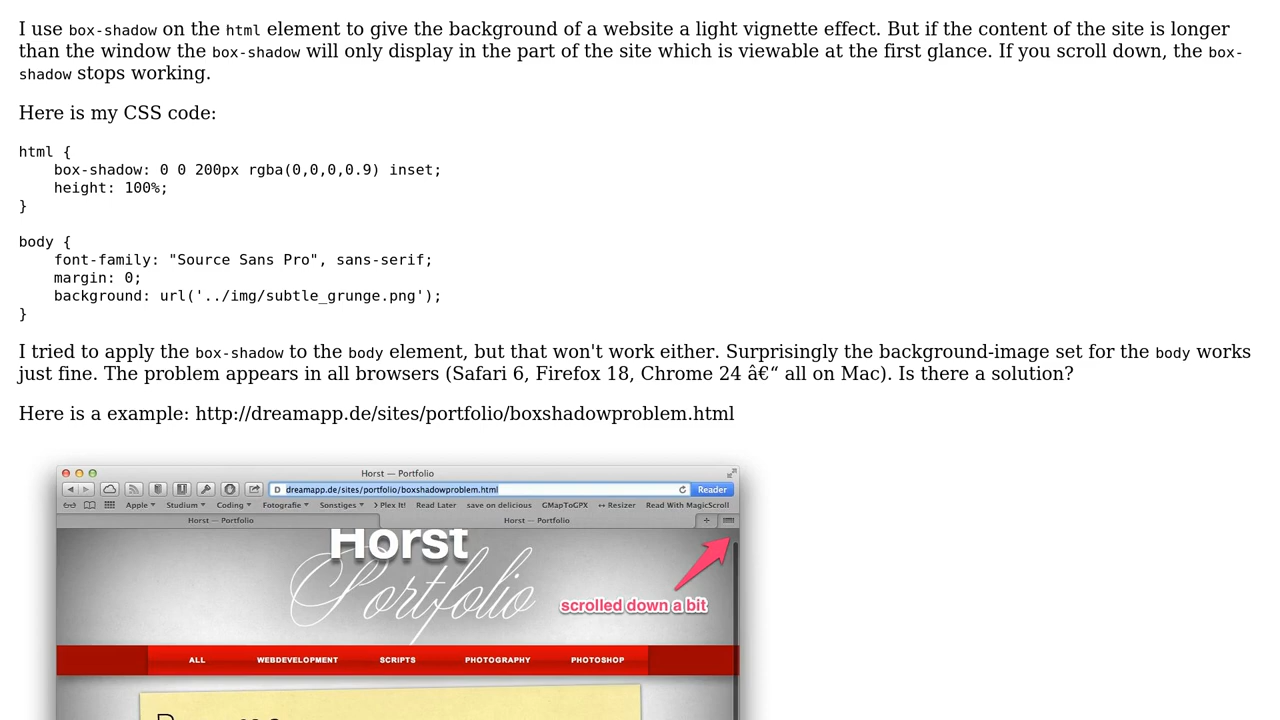 I use box-shadow on the html element to give the background of a website a light vignette effect. But if the content of the site is longer
than the window the box-shadow will only display in the part of the site which is viewable at the first glance. If you scroll down, the box-
shadow stops working.
Here is my CSS code:
html {
    box-shadow: 0 0 200px rgba(0,0,0,0.9) inset;
    height: 100%;
}
body {
    font-family: "Source Sans Pro", sans-serif;
    margin: 0;
    background: url('../img/subtle_grunge.png');
}
I tried to apply the box-shadow to the body element, but that won't work either. Surprisingly the background-image set for the body works
just fine. The problem appears in all browsers (Safari 6, Firefox 18, Chrome 24 â€“ all on Mac). Is there a solution?
Here is a example: http://dreamapp.de/sites/portfolio/boxshadowproblem.html
Horst — Portfolio
D dreamapp.de/sites/portfolio/boxshadowproblem.html Reader
Apple Studium Coding Fotografie Sonstiges Plex It! Read Later save on delicious GMapToGPX ↔ Resizer Read With MagicScroll
Horst — Portfolio Horst — Portfolio
Horst
Portfolio
scrolled down a bit
ALL WEBDEVELOPMENT SCRIPTS PHOTOGRAPHY PHOTOSHOP